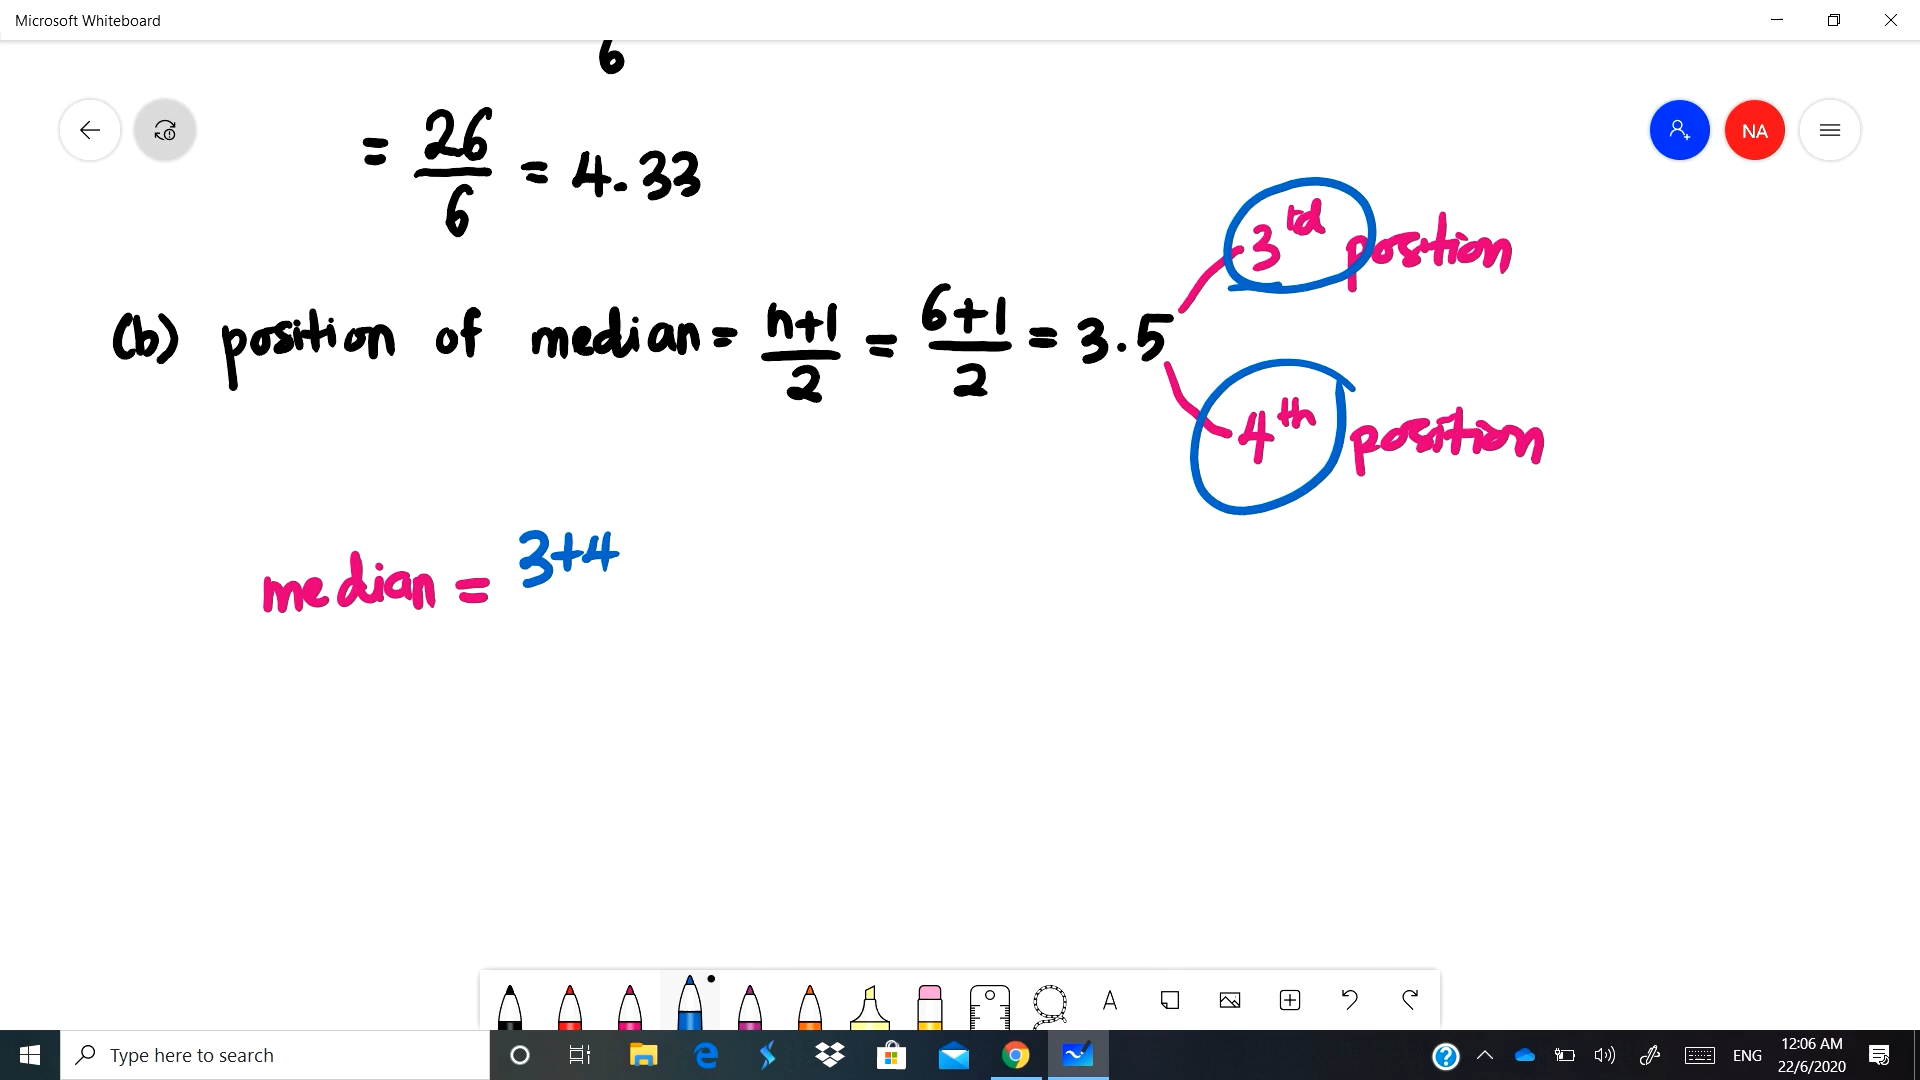 Microsoft Whiteboard
6
= 26/6 = 4.33
NA
3rd position
(b) position of median = n+1/2 = 6+1/2 = 3.5
4th position
median = 3+4
A
Type here to search
ENG
12:06 AM
22/6/2020